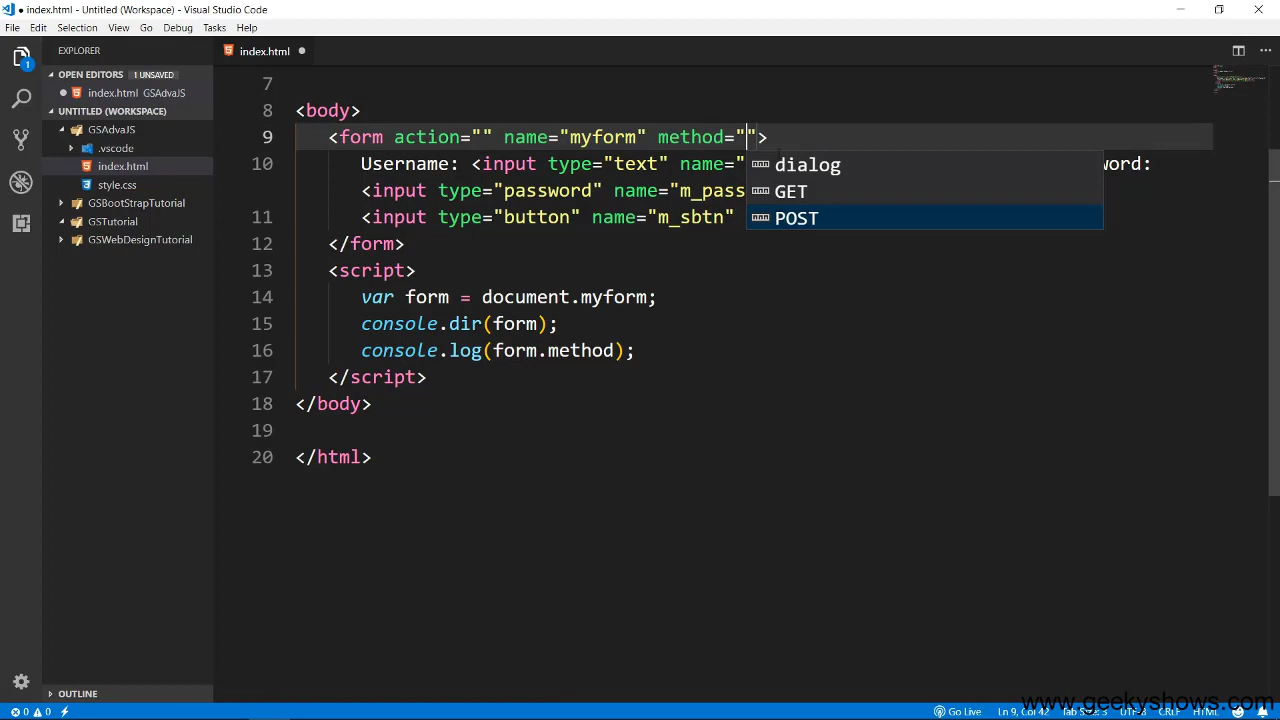 index.html - Untitled (Workspace) - Visual Studio Code
File Edit Selection View Go Debug Tasks Help
EXPLORER
index.html
OPEN EDITORS 1 UNSAVED
index.html GSAdvaJS
UNTITLED (WORKSPACE)
GSAdvaJS
.vscode
index.html
style.css
GSBootStrapTutorial
GSTutorial
GSWebDesignTutorial
OUTLINE
7
8 <body>
9 <form action="" name="myform" method="">
10 Username: <input type="text" name=" word:
<input type="password" name="m_pass
11 <input type="button" name="m_sbtn"
dialog
GET
POST
12 </form>
13 <script>
14 var form = document.myform;
15 console.dir(form);
16 console.log(form.method);
17 </script>
18 </body>
19
20 </html>
www.geekyshows.com
0 0 Go Live Ln 9, Col 42 Tab Size: 3 UTF-8 CRLF HTML